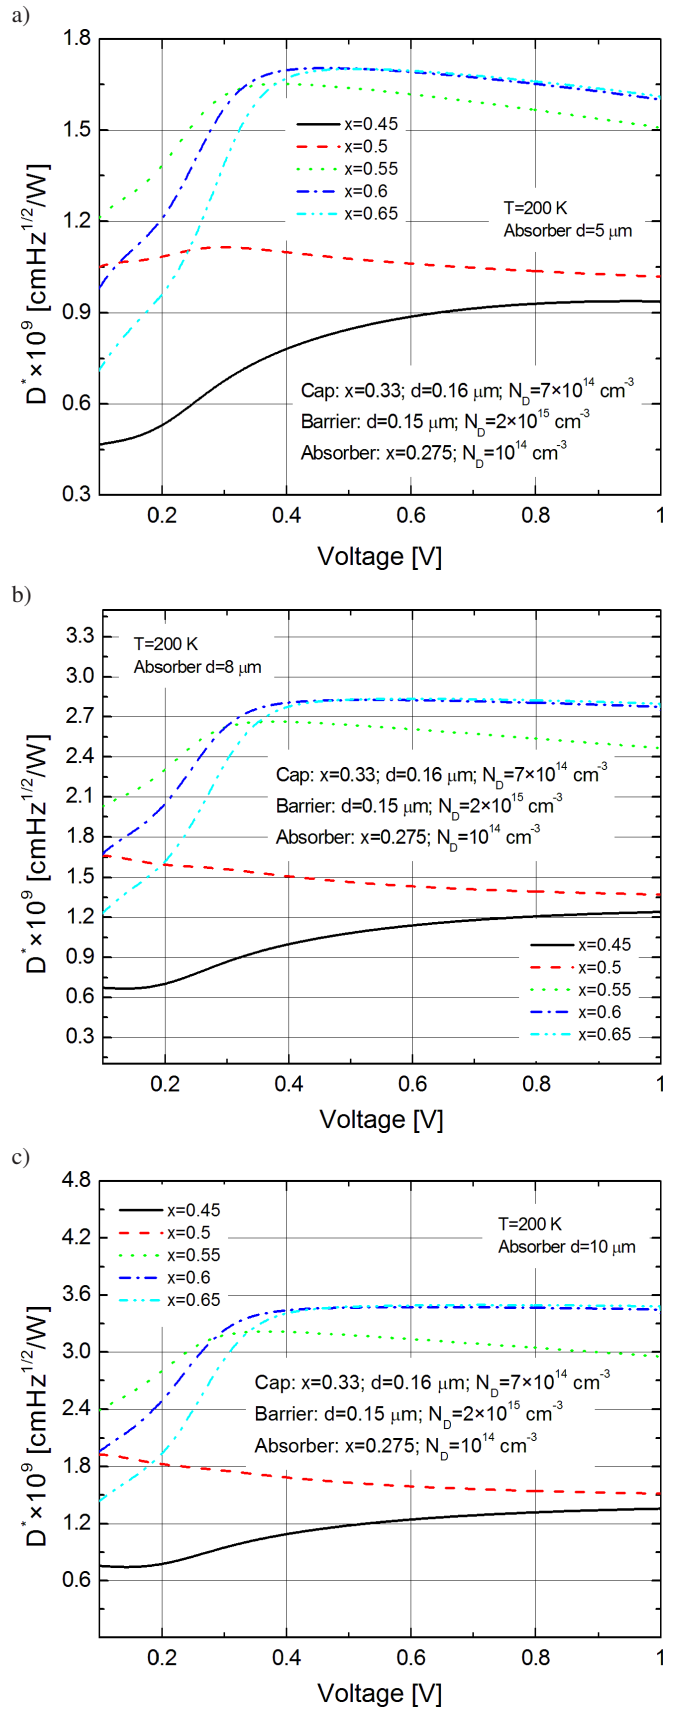 a)
1.8
1.5
1.2
0.9
0.6
0.3
D*×10⁹ [cmHz^1/2/W]
x=0.45
x=0.5
x=0.55
x=0.6
x=0.65
T=200 K
Absorber d=5 μm
Cap: x=0.33; d=0.16 μm; N_D=7×10¹⁴ cm⁻³
Barrier: d=0.15 μm; N_D=2×10¹⁵ cm⁻³
Absorber: x=0.275; N_D=10¹⁴ cm⁻³
0.2 0.4 0.6 0.8 1
Voltage [V]
b)
3.3
3.0
2.7
2.4
2.1
1.8
1.5
1.2
0.9
0.6
0.3
D*×10⁹ [cmHz^1/2/W]
T=200 K
Absorber d=8 μm
Cap: x=0.33; d=0.16 μm; N_D=7×10¹⁴ cm⁻³
Barrier: d=0.15 μm; N_D=2×10¹⁵ cm⁻³
Absorber: x=0.275; N_D=10¹⁴ cm⁻³
x=0.45
x=0.5
x=0.55
x=0.6
x=0.65
0.2 0.4 0.6 0.8 1
Voltage [V]
c)
4.8
4.2
3.6
3.0
2.4
1.8
1.2
0.6
D*×10⁹ [cmHz^1/2/W]
x=0.45
x=0.5
x=0.55
x=0.6
x=0.65
T=200 K
Absorber d=10 μm
Cap: x=0.33; d=0.16 μm; N_D=7×10¹⁴ cm⁻³
Barrier: d=0.15 μm; N_D=2×10¹⁵ cm⁻³
Absorber: x=0.275; N_D=10¹⁴ cm⁻³
0.2 0.4 0.6 0.8 1
Voltage [V]